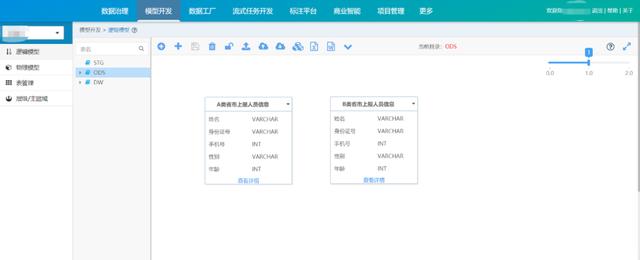 数据治理 模型开发 数据工厂 流式任务开发 标注平台 商业智能 项目管理 更多
退出 | 帮助 | 关于
模型开发 > 逻辑模型
逻辑模型
物理模型
表管理
层级/主题域
表名
STG
ODS
DW
当前目录: ODS
1
0.0 1.0 2.0
A类省市上报人员信息
姓名 VARCHAR
身份证号 VARCHAR
手机号 INT
性别 VARCHAR
年龄 INT
查看详情
B类省市上报人员信息
姓名 VARCHAR
身份证号 VARCHAR
手机号 INT
性别 VARCHAR
年龄 INT
查看详情